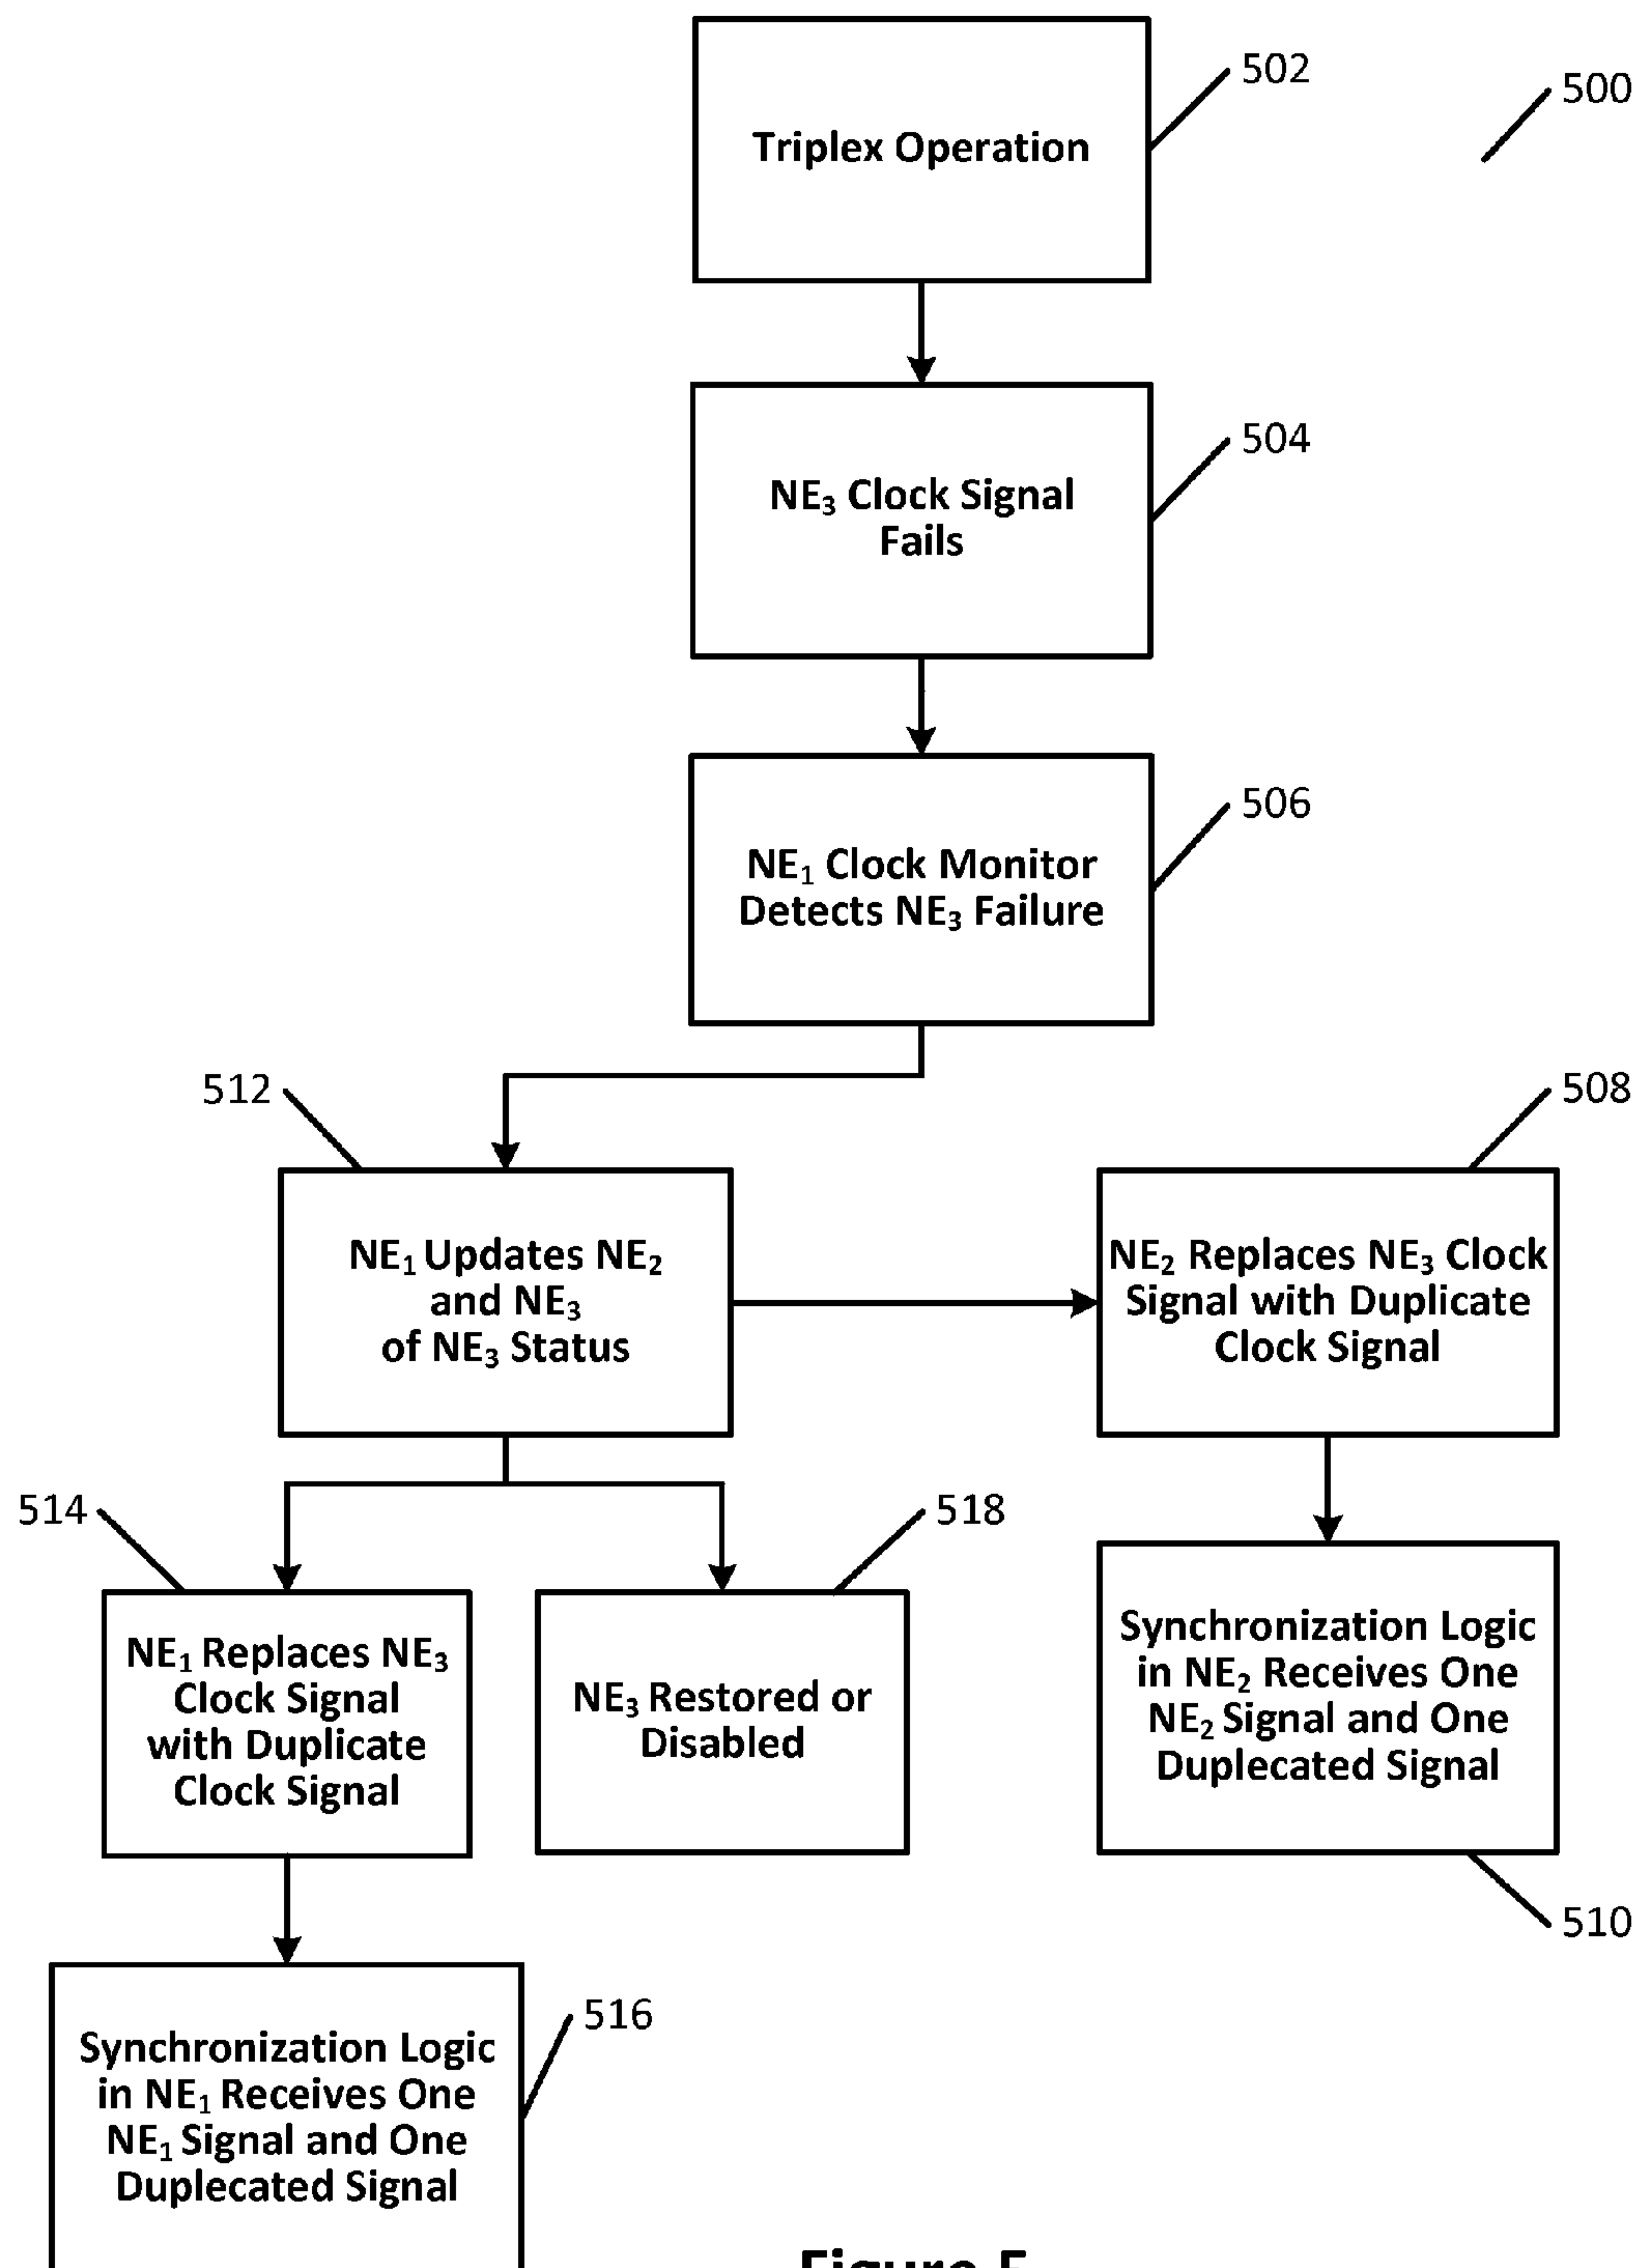 Triplex Operation
502
500
NE₃ Clock Signal
Fails
504
NE₁ Clock Monitor
Detects NE₃ Failure
506
512
NE₁ Updates NE₂
and NE₃
of NE₃ Status
508
NE₂ Replaces NE₃ Clock
Signal with Duplicate
Clock Signal
514
NE₁ Replaces NE₃
Clock Signal
with Duplicate
Clock Signal
518
NE₃ Restored or
Disabled
Synchronization Logic
in NE₂ Receives One
NE₂ Signal and One
Duplecated Signal
510
Synchronization Logic
in NE₁ Receives One
NE₁ Signal and One
Duplecated Signal
516
Figure 5